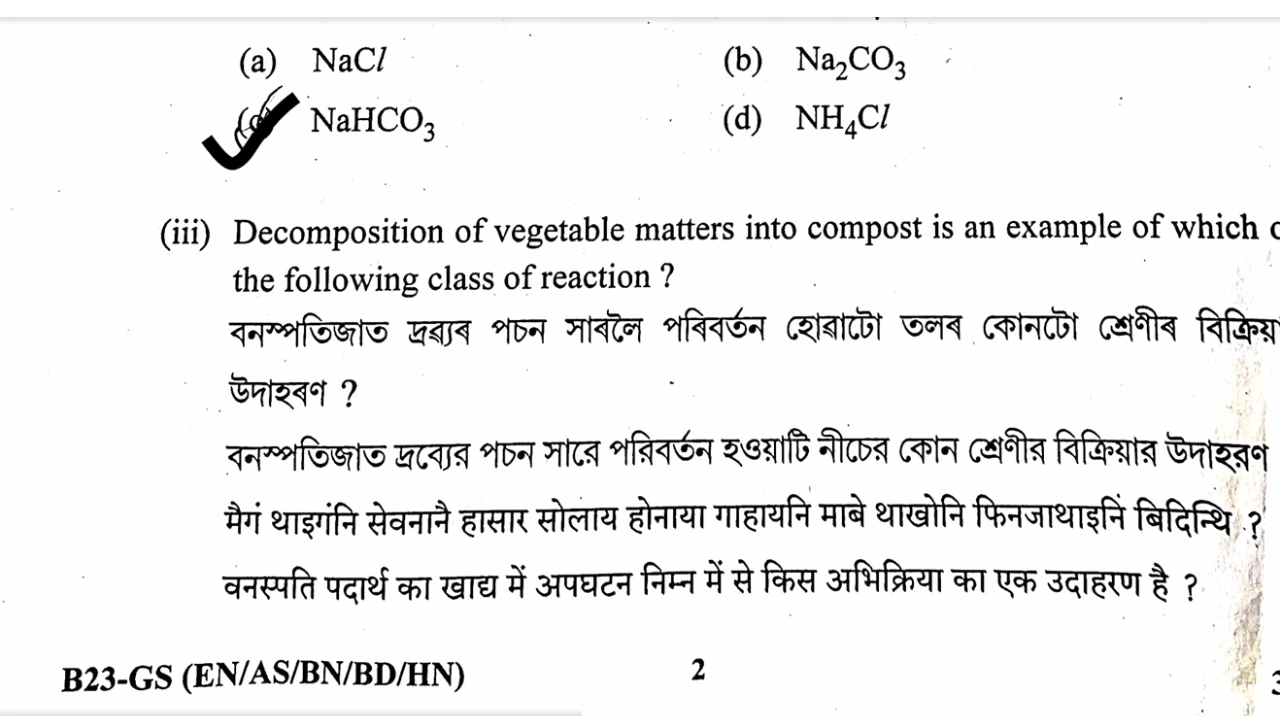 (a) NaCl (b) Na₂CO₃
NaHCO₃ (d) NH₄Cl
(iii) Decomposition of vegetable matters into compost is an example of which
the following class of reaction ?
বনস্পতিজাত দ্ৰব্যৰ পচন সাৰলৈ পৰিবৰ্তন হোৱাটো তলৰ কোনটো শ্ৰেণীৰ
উদাহৰণ ?
বনস্পতিজাত দ্রব্যের পচন সারে পরিবর্তন হওয়াটি নীচের কোন শ্রেণীর বিক্রিয়ার উদাহরণ
मैगं थाइगंनि सेवनानै हासार सोलाय होनाया गाहायनि माबे थाखोनि फिनजाथाइनि बिदिन्थि ?
वनस्पति पदार्थ का खाद्य में अपघटन निम्न में से किस अभिक्रिया का एक उदाहरण है ?
B23-GS (EN/AS/BN/BD/HN) 2